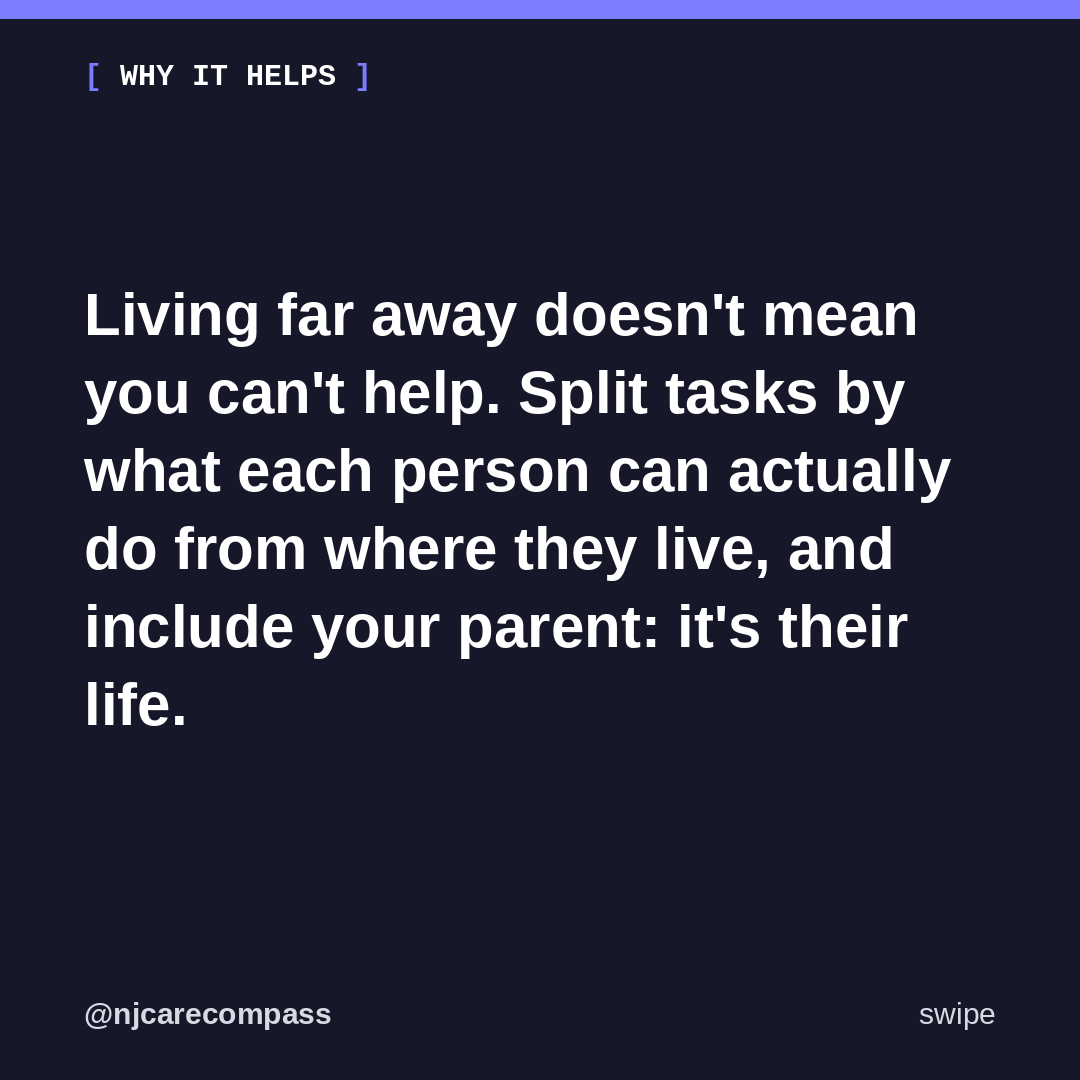 [ WHY IT HELPS ]
Living far away doesn't mean
you can't help. Split tasks by
what each person can actually
do from where they live, and
include your parent: it's their
life.
@njcarecompass
swipe